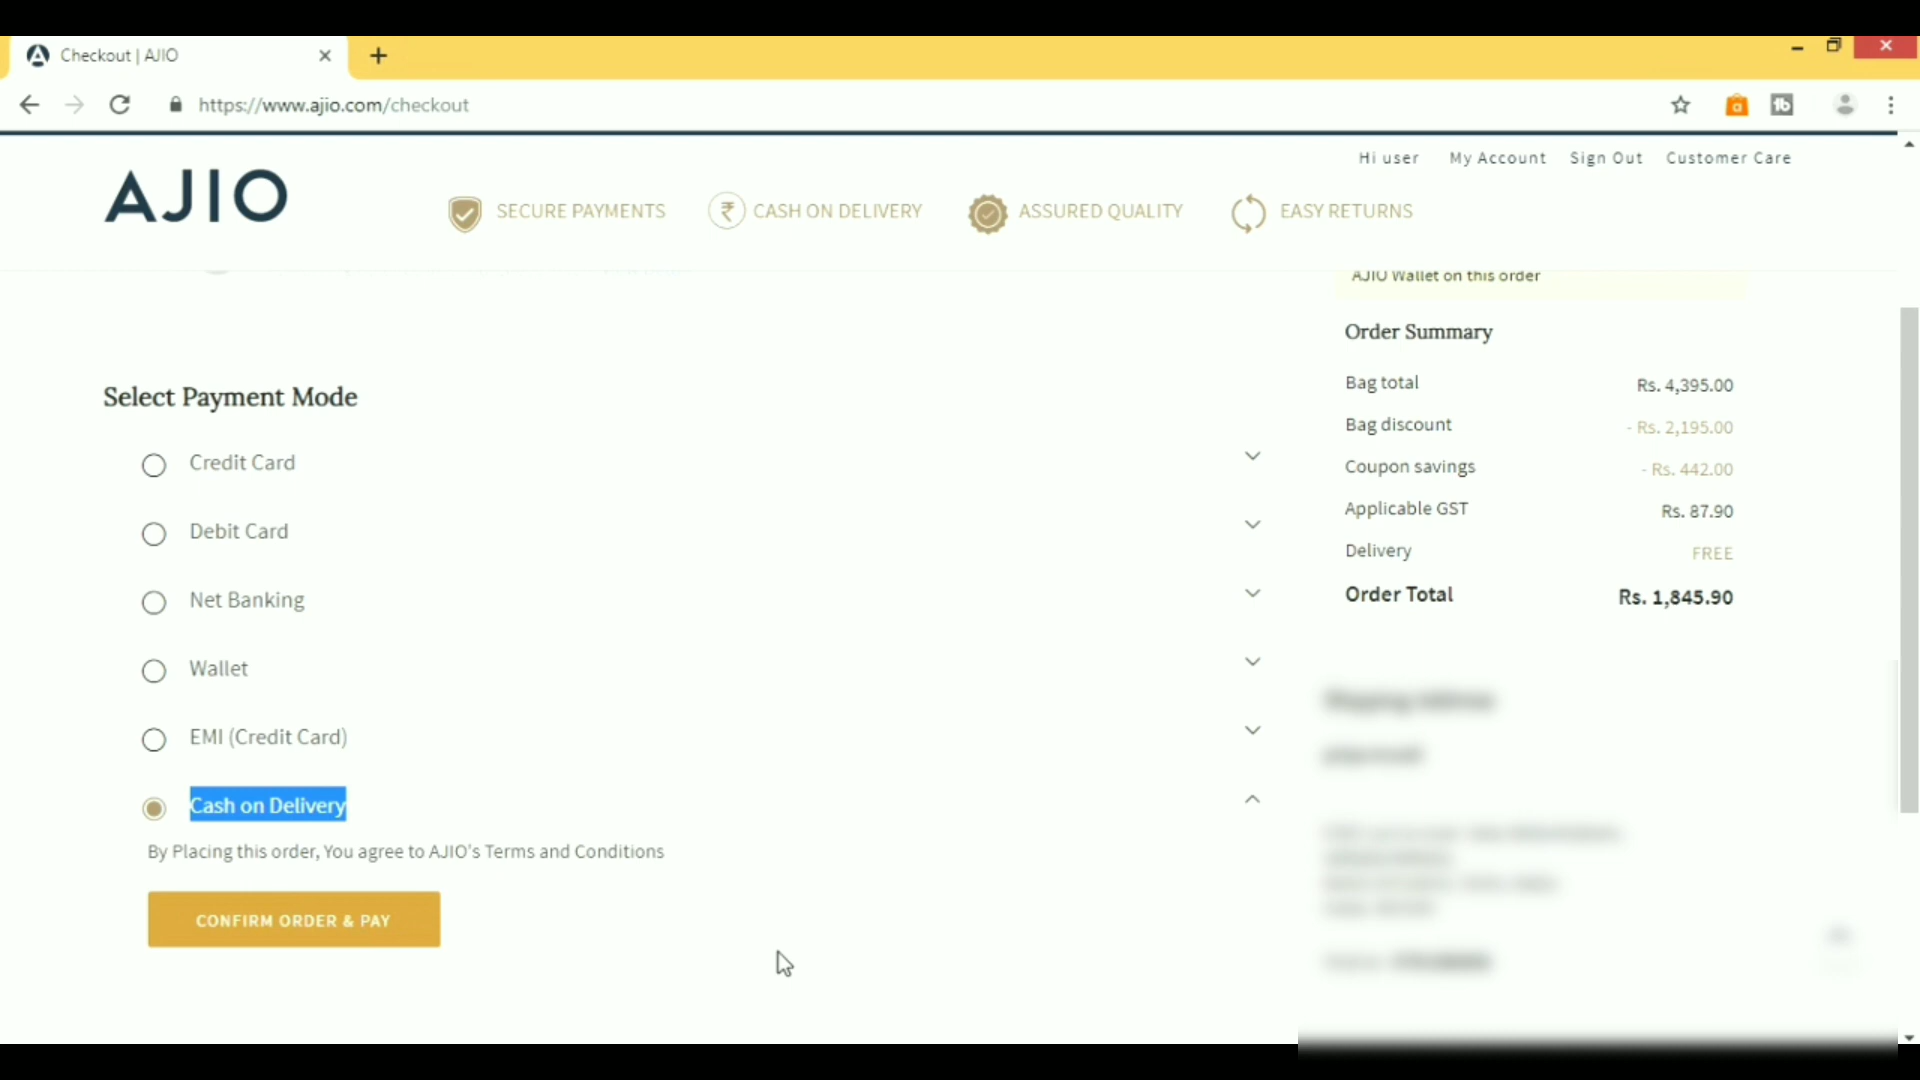 Checkout | AJIO
https://www.ajio.com/checkout
Hi user My Account Sign Out Customer Care
AJIO
SECURE PAYMENTS CASH ON DELIVERY ASSURED QUALITY EASY RETURNS
AJIO Wallet on this order
Order Summary
Bag total Rs. 4,395.00
Bag discount - Rs. 2,195.00
Coupon savings - Rs. 442.00
Applicable GST Rs. 87.90
Delivery FREE
Order Total Rs. 1,845.90
Select Payment Mode
Credit Card
Debit Card
Net Banking
Wallet
EMI (Credit Card)
Cash on Delivery
By Placing this order, You agree to AJIO's Terms and Conditions
CONFIRM ORDER & PAY